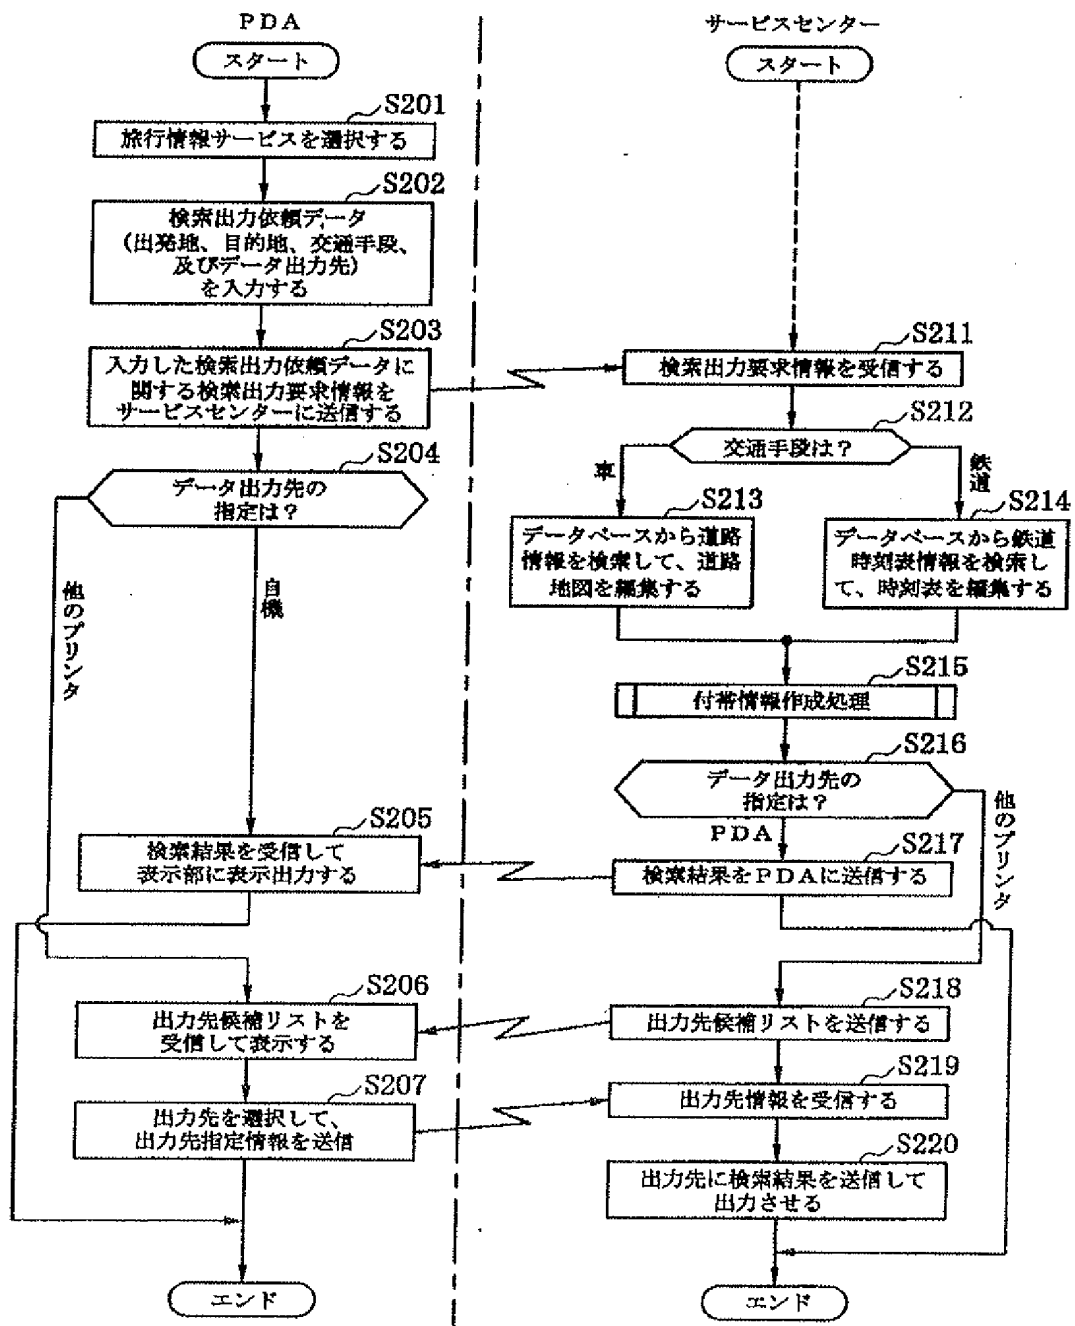 PDA
スタート
S201
旅行情報サービスを選択する
S202
検索出力依頼データ
(出発地、目的地、交通手段、
及びデータ出力先)
を入力する
S203
入力した検索出力依頼データに
関する検索出力要求情報を
サービスセンターに送信する
S204
データ出力先の
指定は?
他のプリンタ
自機
S205
検索結果を受信して
表示部に表示出力する
S206
出力先候補リストを
受信して表示する
S207
出力先を選択して、
出力先指定情報を送信
エンド
サービスセンター
スタート
S211
検索出力要求情報を受信する
S212
交通手段は?
車
鉄道
S213
データベースから道路
情報を検索して、道路
地図を編集する
S214
データベースから鉄道
時刻表情報を検索し
て、時刻表を編集する
S215
付帯情報作成処理
S216
データ出力先の
指定は?
PDA
他のプリンタ
S217
検索結果をPDAに送信する
S218
出力先候補リストを送信する
S219
出力先情報を受信する
S220
出力先に検索結果を送信して
出力させる
エンド